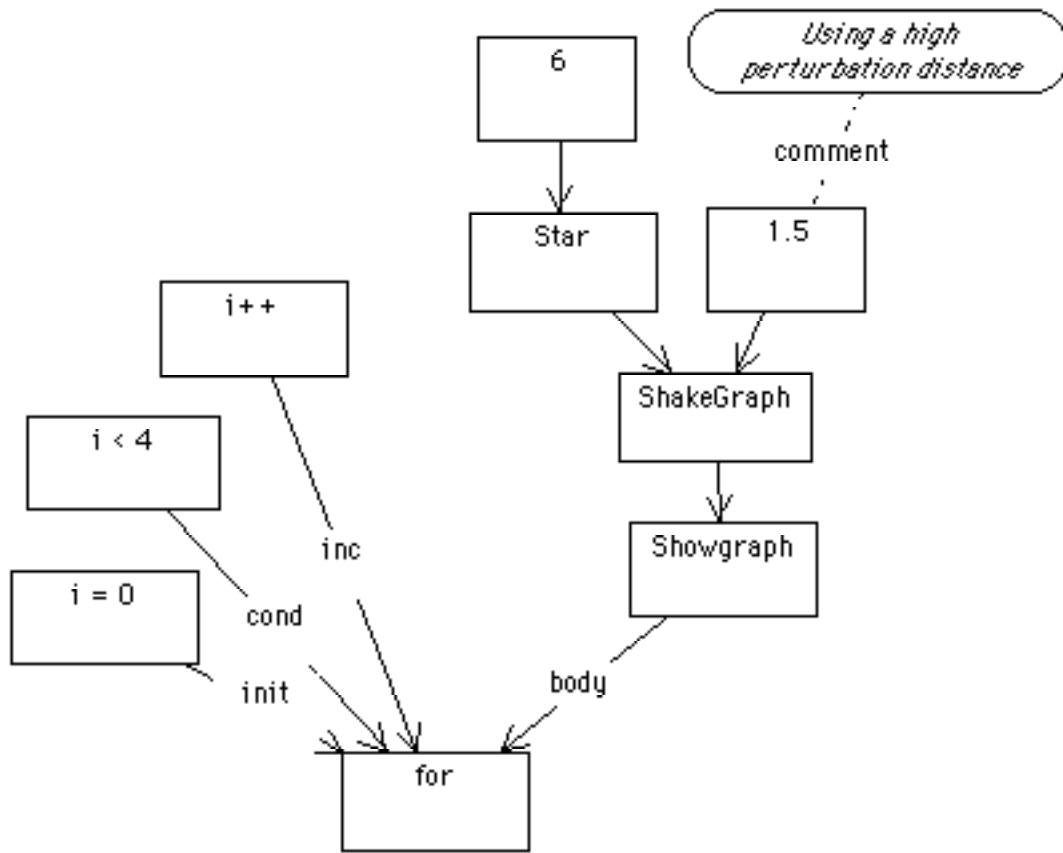 6
Using a high
perturbation distance
comment
Star
1.5
i++
ShakeGraph
i < 4
Showgraph
inc
i = 0
cond
init
body
for